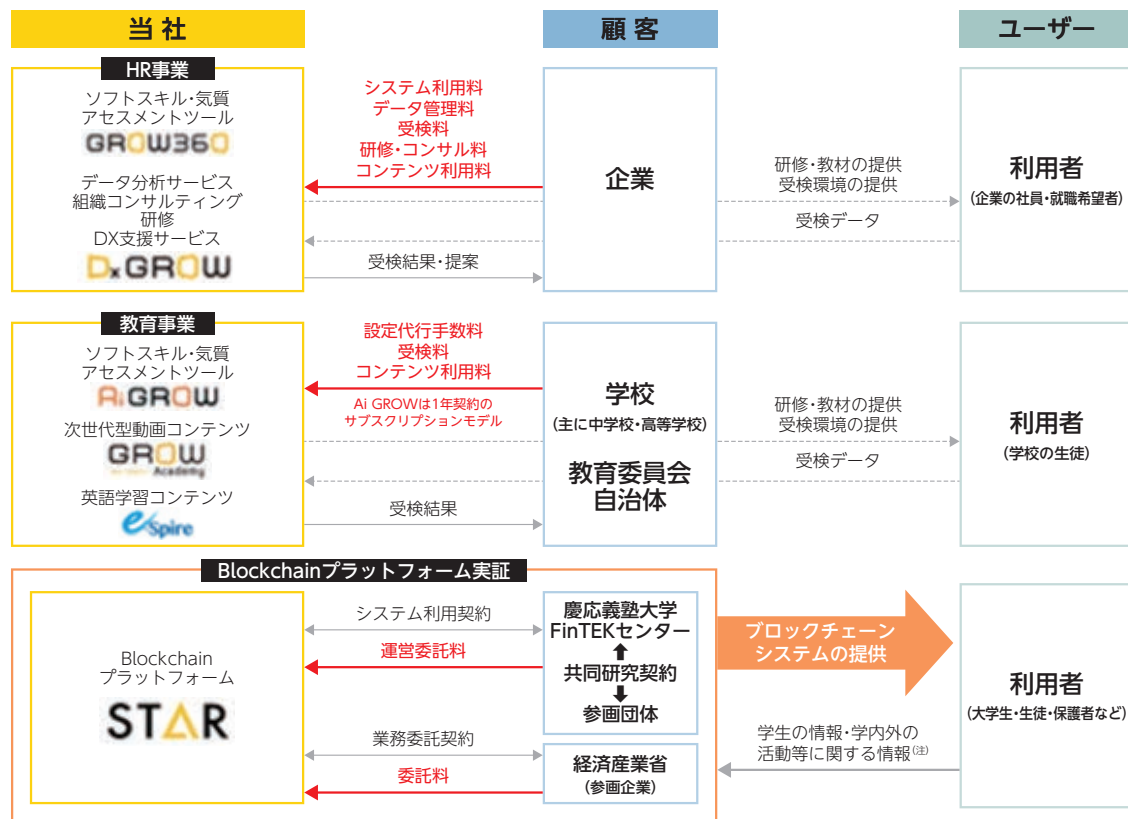 当社
顧客
ユーザー
HR事業
ソフトスキル・気質
アセスメントツール
GROW360
データ分析サービス
組織コンサルティング
研修
DX支援サービス
DxGROW
システム利用料
データ管理料
受検料
研修・コンサル料
コンテンツ利用料
受検結果・提案
企業
研修・教材の提供
受検環境の提供
受検データ
利用者
(企業の社員・就職希望者)
教育事業
ソフトスキル・気質
アセスメントツール
Ai GROW
次世代型動画コンテンツ
GROW
Academy
英語学習コンテンツ
e-Spire
設定代行手数料
受検料
コンテンツ利用料
Ai GROWは1年契約の
サブスクリプションモデル
受検結果
学校
(主に中学校・高等学校)
教育委員会
自治体
研修・教材の提供
受検環境の提供
受検データ
利用者
(学校の生徒)
Blockchainプラットフォーム実証
Blockchain
プラットフォーム
STAR
システム利用契約
運営委託料
業務委託契約
委託料
慶応義塾大学
FinTEKセンター
共同研究契約
参画団体
経済産業省
(参画企業)
ブロックチェーン
システムの提供
学生の情報・学内外の
活動等に関する情報(注)
利用者
(大学生・生徒・保護者など)